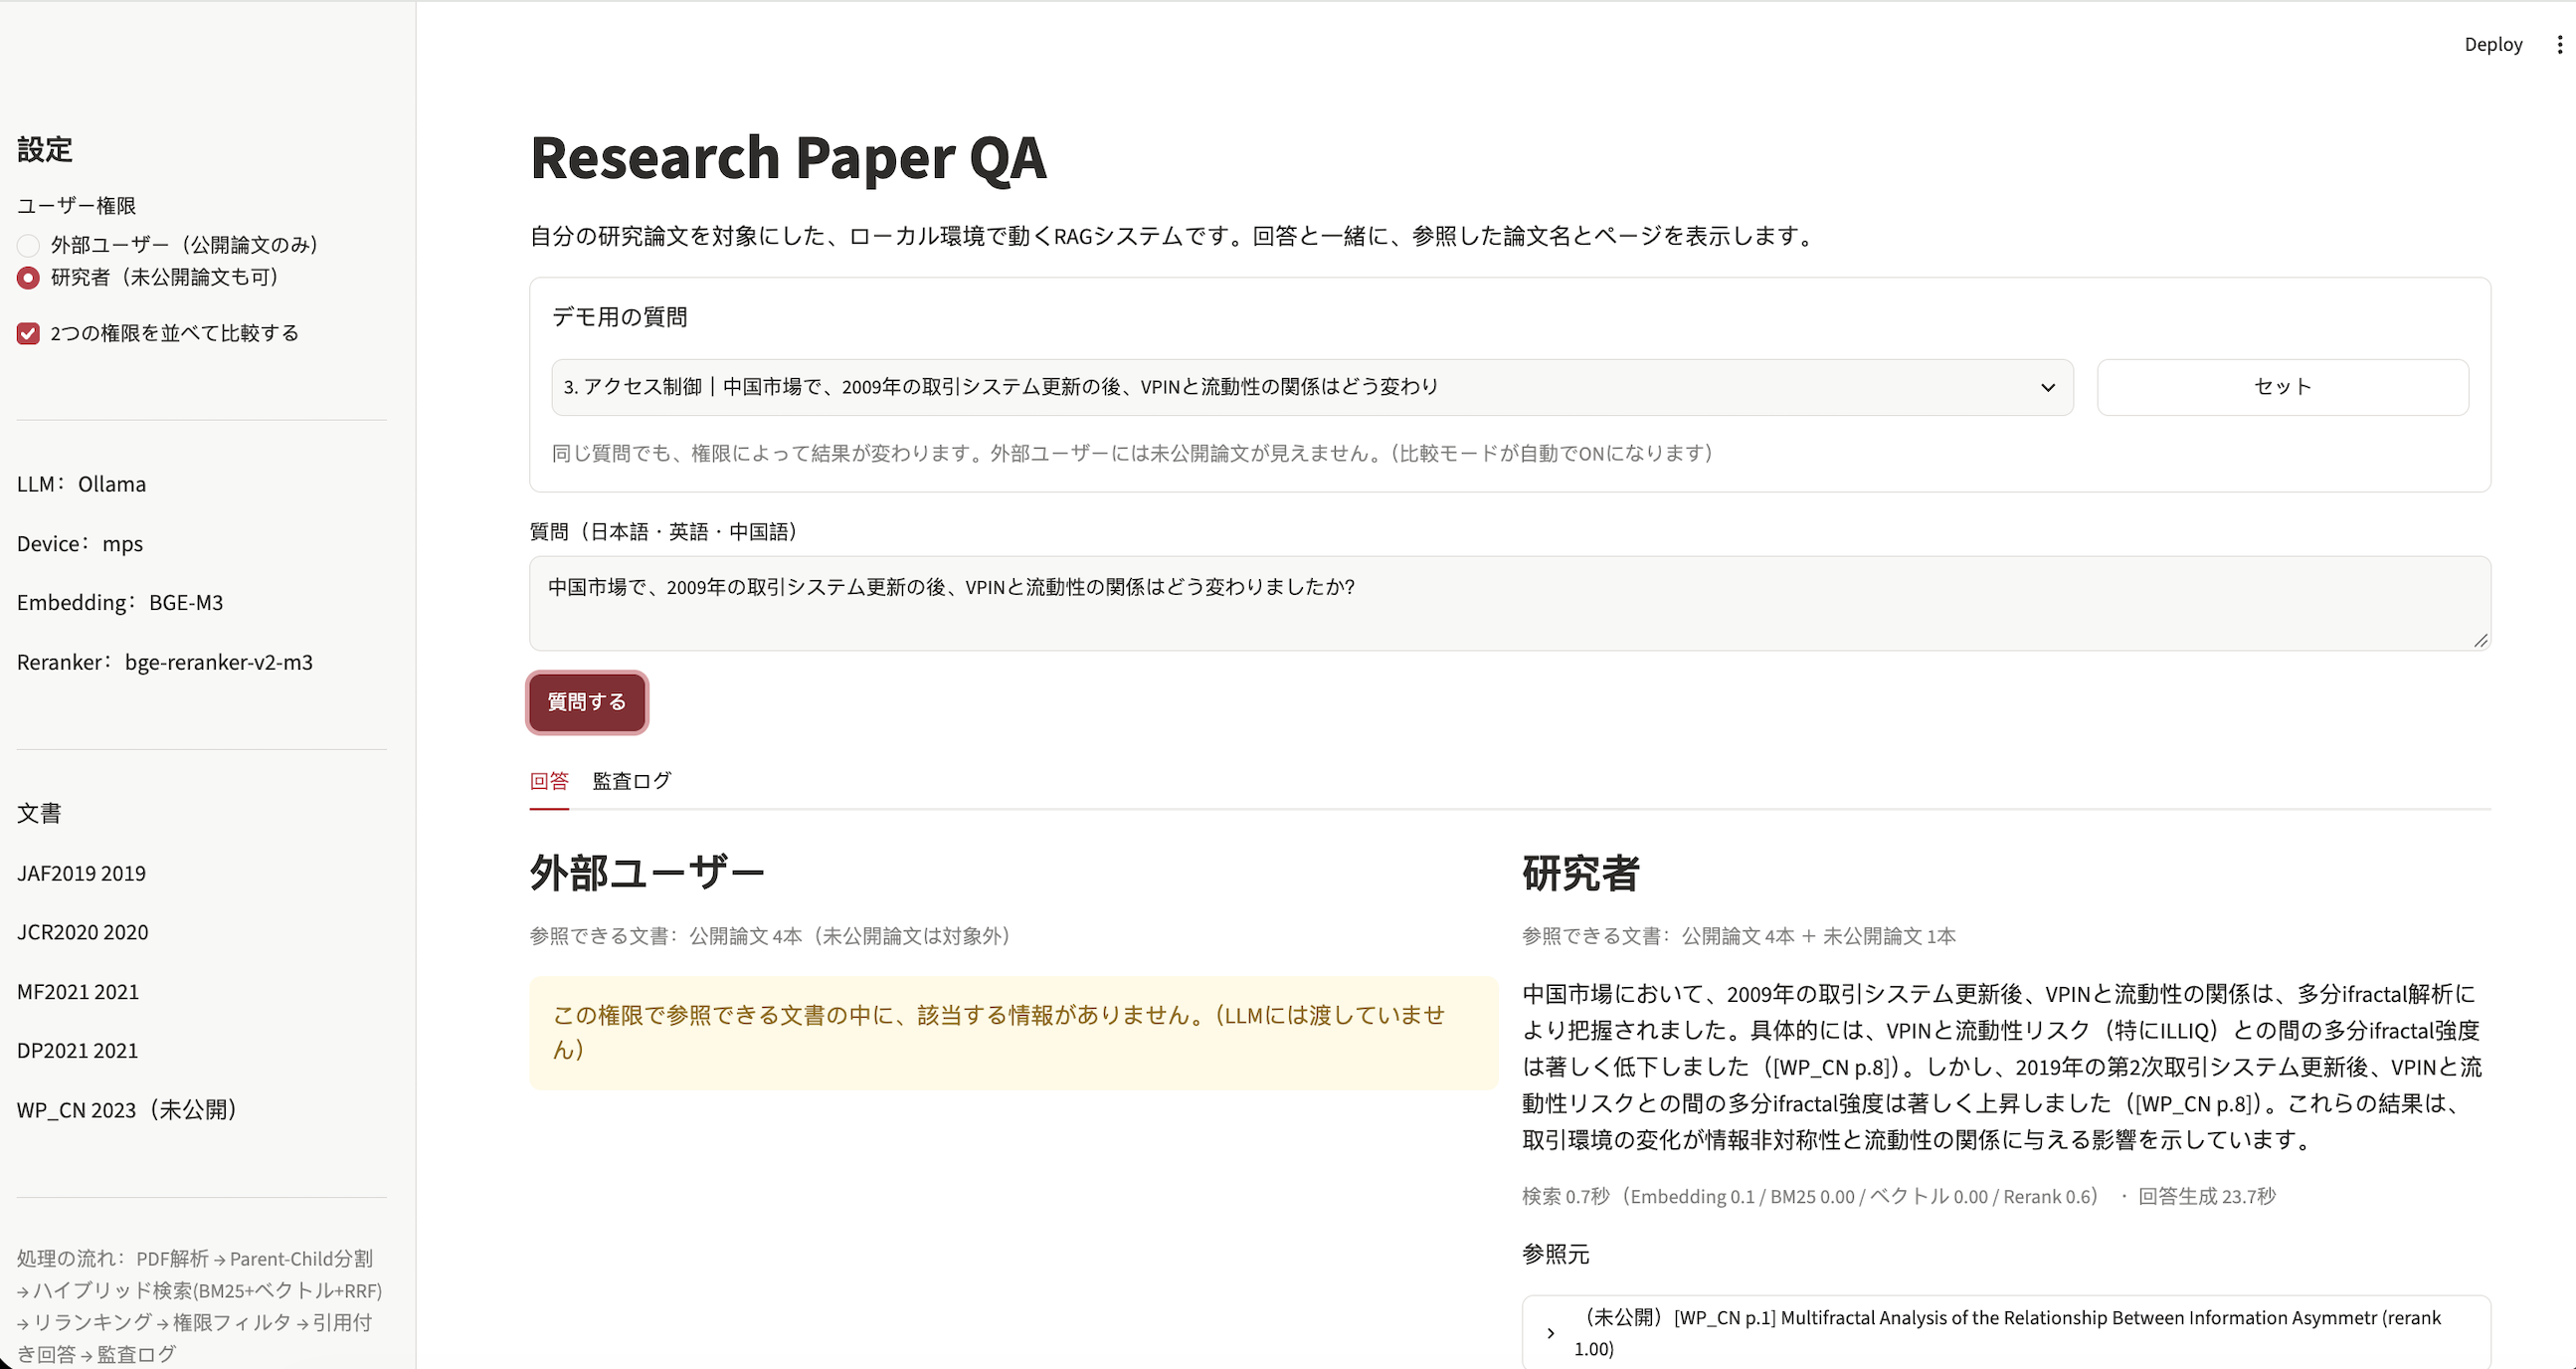 Deploy
設定
ユーザー権限
外部ユーザー（公開論文のみ）
研究者（未公開論文も可）
2つの権限を並べて比較する
LLM： Ollama
Device： mps
Embedding： BGE-M3
Reranker： bge-reranker-v2-m3
文書
JAF2019 2019
JCR2020 2020
MF2021 2021
DP2021 2021
WP_CN 2023（未公開）
処理の流れ： PDF解析 → Parent-Child分割
→ ハイブリッド検索(BM25+ベクトル+RRF)
→ リランキング → 権限フィルタ → 引用付
き回答 → 監査ログ
Research Paper QA
自分の研究論文を対象にした、ローカル環境で動くRAGシステムです。回答と一緒に、参照した論文名とページを表示します。
デモ用の質問
3. アクセス制御｜中国市場で、2009年の取引システム更新の後、VPINと流動性の関係はどう変わり
セット
同じ質問でも、権限によって結果が変わります。外部ユーザーには未公開論文が見えません。（比較モードが自動でONになります）
質問（日本語・英語・中国語）
中国市場で、2009年の取引システム更新の後、VPINと流動性の関係はどう変わりましたか?
質問する
回答 監査ログ
外部ユーザー
参照できる文書： 公開論文 4本（未公開論文は対象外）
この権限で参照できる文書の中に、該当する情報がありません。（LLMには渡していませ
ん）
研究者
参照できる文書： 公開論文 4本 ＋ 未公開論文 1本
中国市場において、2009年の取引システム更新後、VPINと流動性の関係は、多分ifractal解析に
より把握されました。具体的には、VPINと流動性リスク（特にILLIQ）との間の多分ifractal強度
は著しく低下しました（[WP_CN p.8]）。しかし、2019年の第2次取引システム更新後、VPINと流
動性リスクとの間の多分ifractal強度は著しく上昇しました（[WP_CN p.8]）。これらの結果は、
取引環境の変化が情報非対称性と流動性の関係に与える影響を示しています。
検索 0.7秒（Embedding 0.1 / BM25 0.00 / ベクトル 0.00 / Rerank 0.6） ・ 回答生成 23.7秒
参照元
（未公開）[WP_CN p.1] Multifractal Analysis of the Relationship Between Information Asymmetr (rerank
1.00)